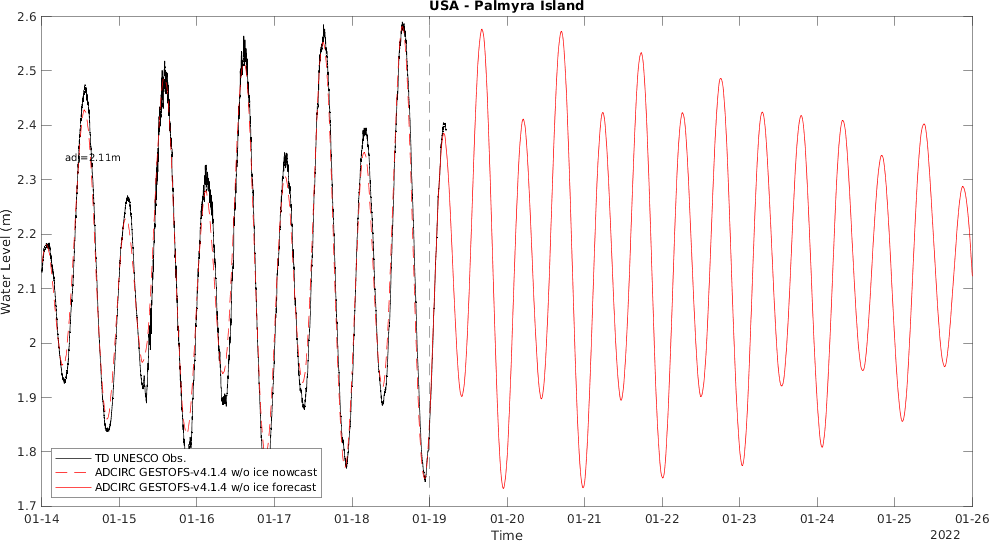 USA - Palmyra Island
2.6
2.5
2.4
2.3
2.2
2.1
2
1.9
1.8
1.7
Water Level (m)
adj=2.11m
TD UNESCO Obs.
ADCIRC GESTOFS-v4.1.4 w/o ice nowcast
ADCIRC GESTOFS-v4.1.4 w/o ice forecast
01-14 01-15 01-16 01-17 01-18 01-19 01-20 01-21 01-22 01-23 01-24 01-25 01-26
Time
2022